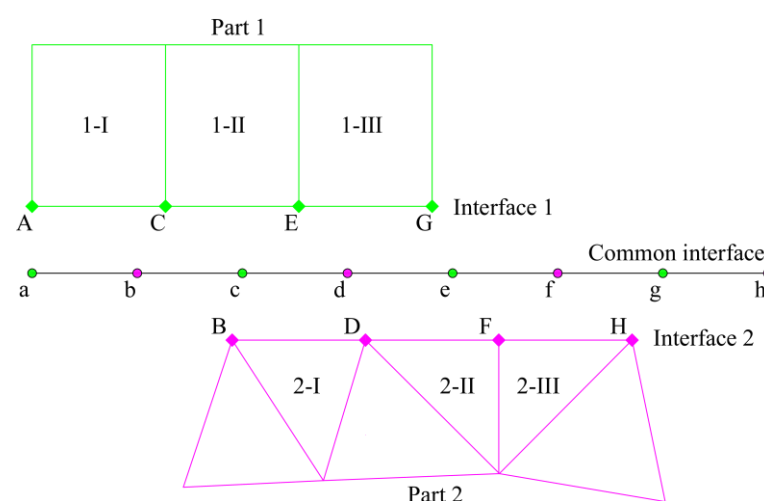 Part 1
1-I 1-II 1-III
A C E G Interface 1
Common interface
a b c d e f g h
B D F H Interface 2
2-I 2-II 2-III
Part 2